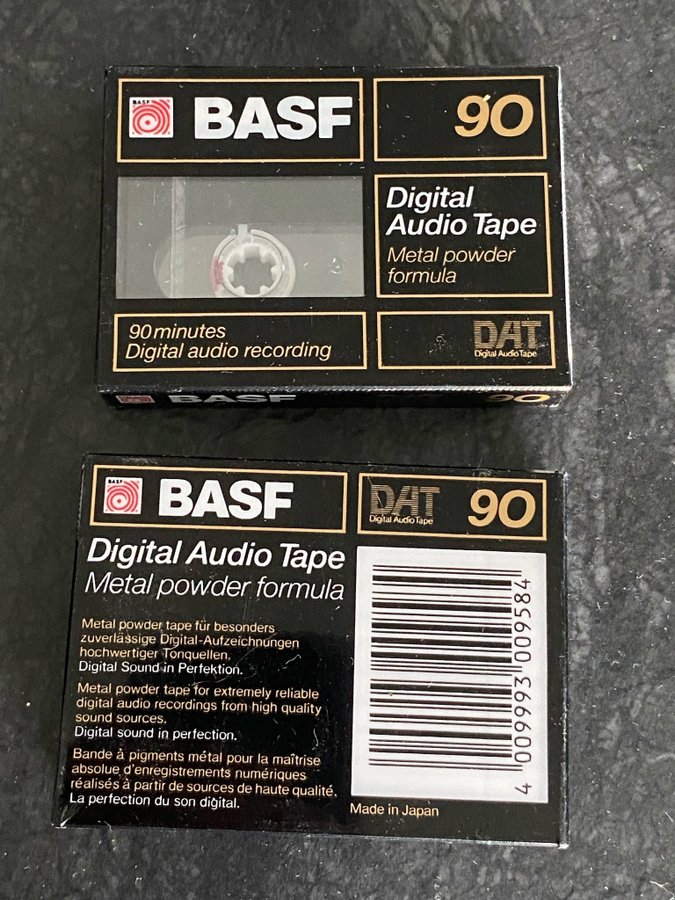 BASF
BASF
90
Digital
Audio Tape
Metal powder
formula
90 minutes
Digital audio recording
DAT
Digital Audio Tape
BASF
90
BASF
BASF
DAT
Digital Audio Tape
90
Digital Audio Tape
Metal powder formula
Metal powder tape für besonders
zuverlässige Digital-Aufzeichnungen
hochwertiger Tonquellen.
Digital Sound in Perfektion.
Metal powder tape for extremely reliable
digital audio recordings from high quality
sound sources.
Digital sound in perfection.
Bande à pigments métal pour la maîtrise
absolue d'enregistrements numériques
réalisés à partir de sources de haute qualité.
La perfection du son digital.
4 009993 009584
Made in Japan